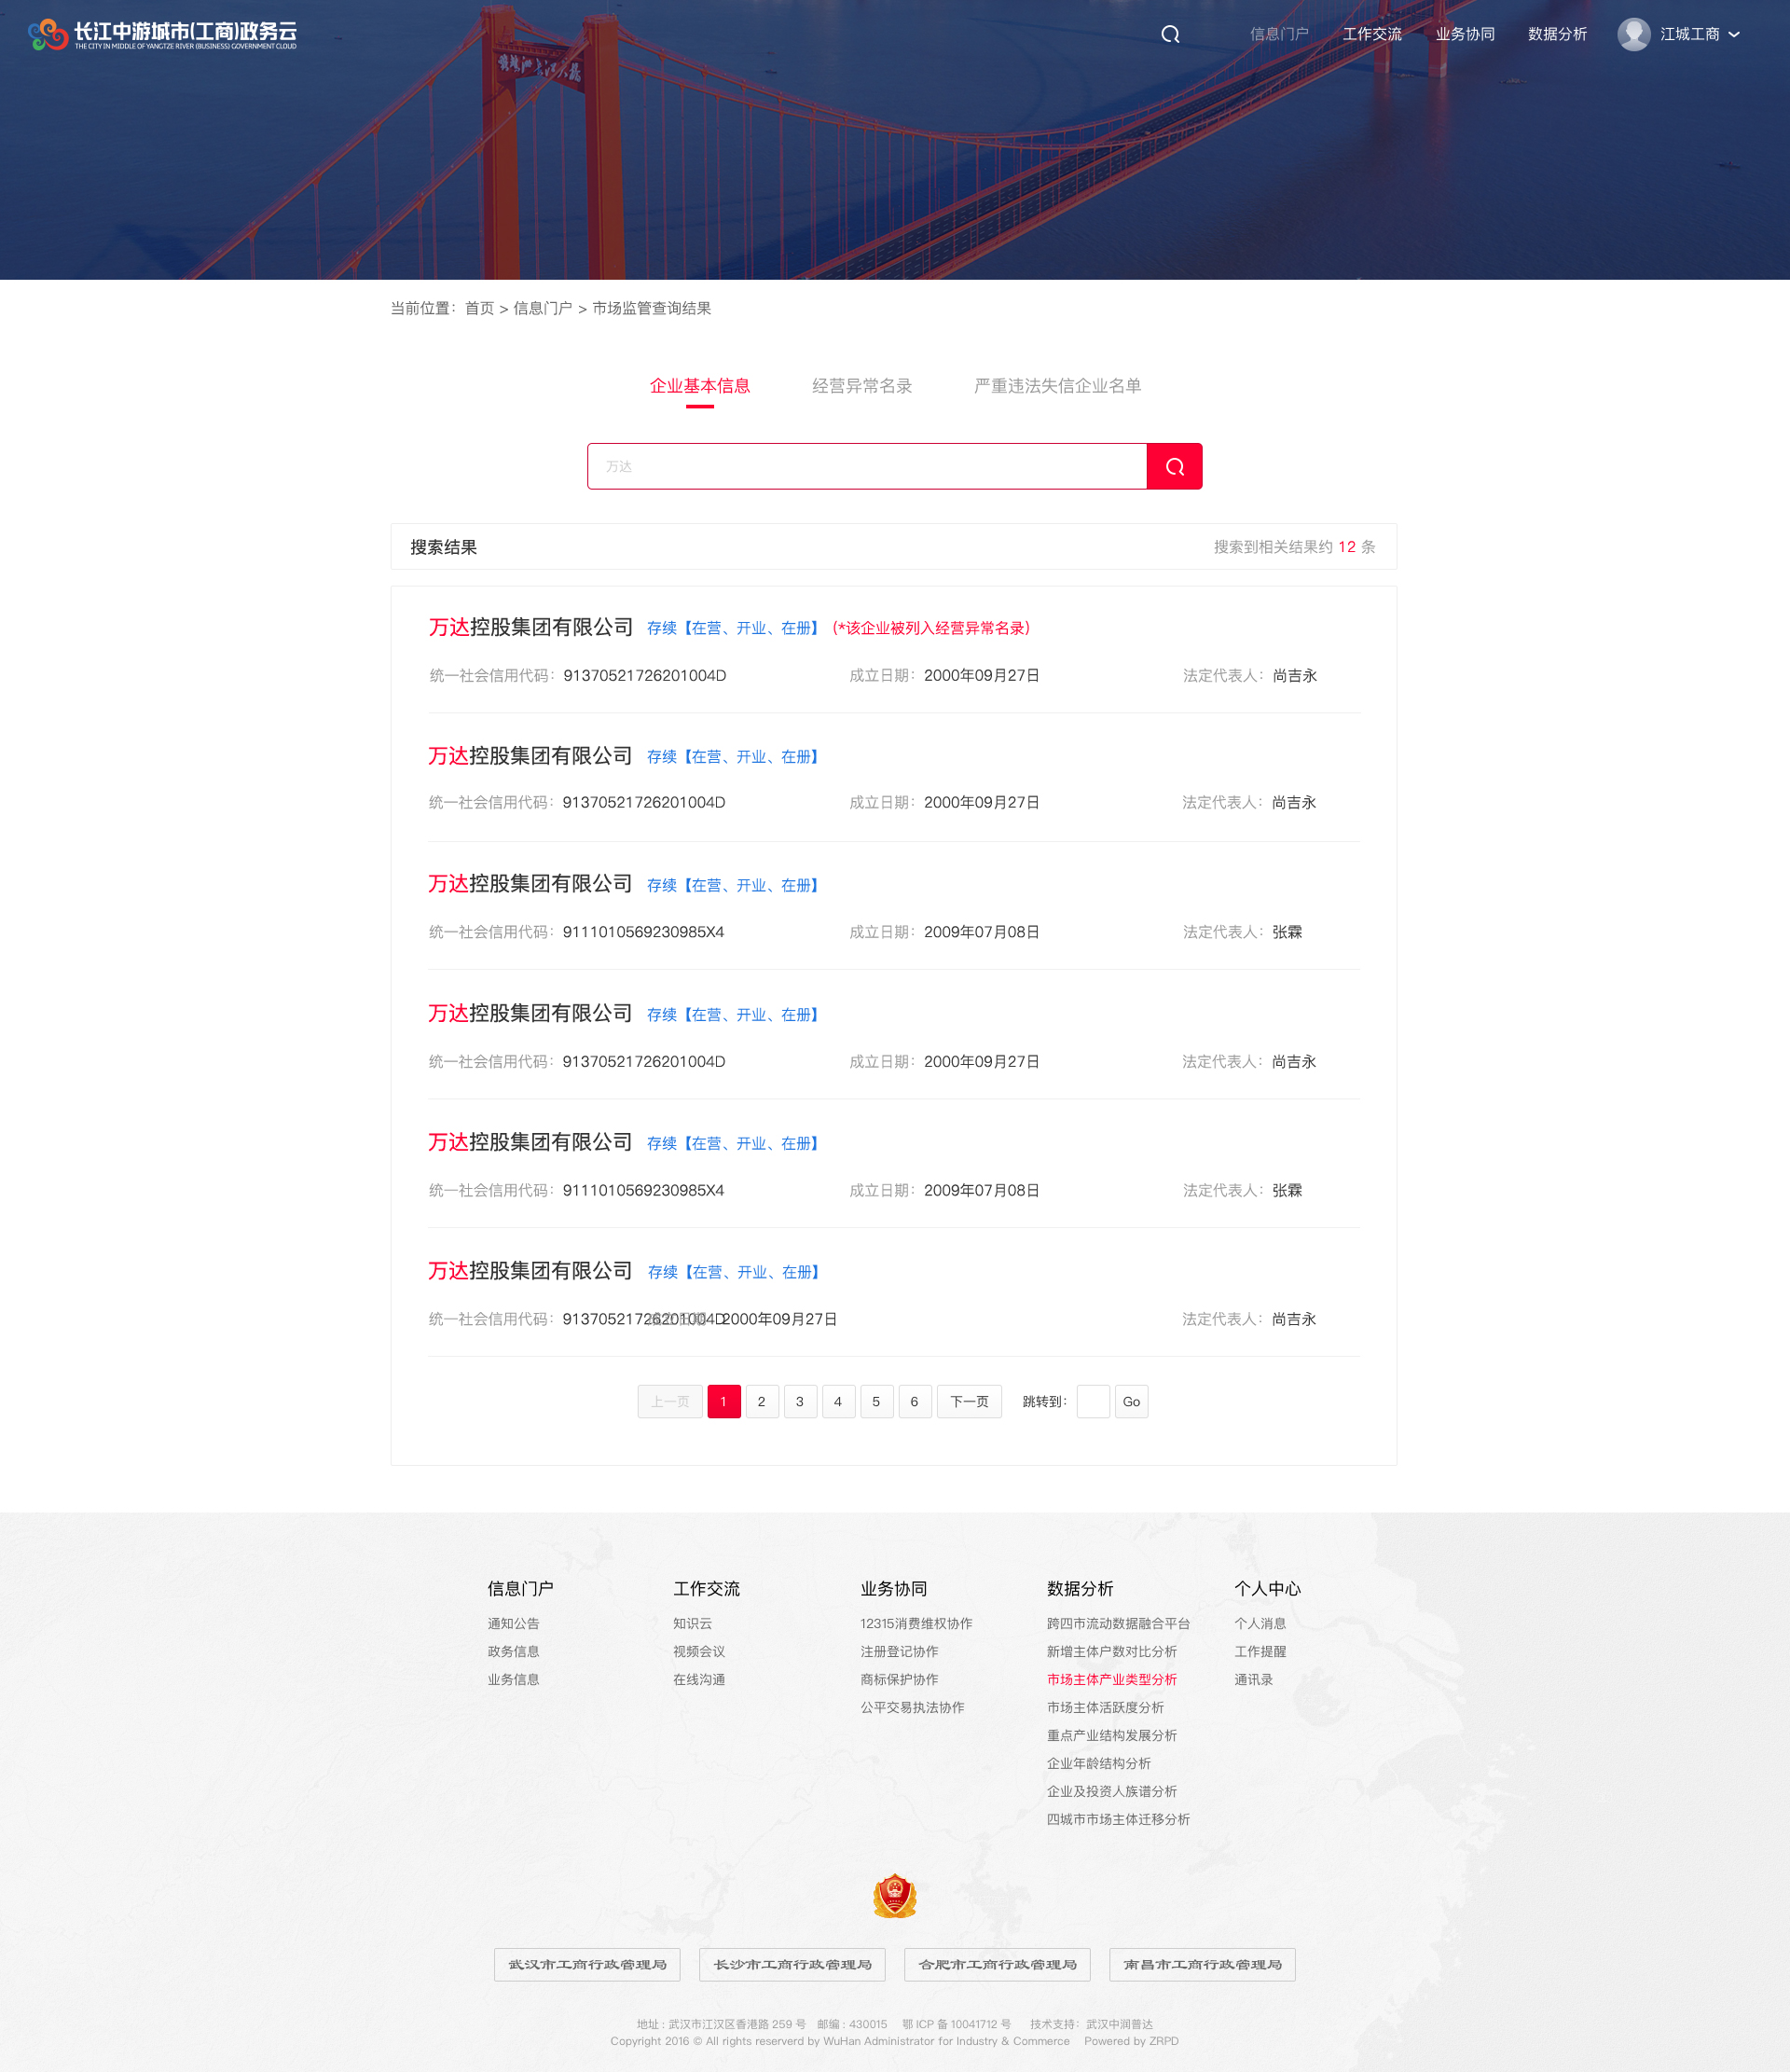 长江中游城市(工商)政务云
THE CITY IN MIDDLE OF YANGTZE RIVER (BUSINESS) GOVERNMENT CLOUD
信息门户 工作交流 业务协同 数据分析 江城工商
当前位置：首页 > 信息门户 > 市场监管查询结果
企业基本信息 经营异常名录 严重违法失信企业名单
万达
搜索结果 搜索到相关结果约 12 条
万达控股集团有限公司 存续【在营、开业、在册】 (*该企业被列入经营异常名录)
统一社会信用代码：91370521726201004D 成立日期：2000年09月27日 法定代表人：尚吉永
万达控股集团有限公司 存续【在营、开业、在册】
统一社会信用代码：91370521726201004D 成立日期：2000年09月27日 法定代表人：尚吉永
万达控股集团有限公司 存续【在营、开业、在册】
统一社会信用代码：9111010569230985X4 成立日期：2009年07月08日 法定代表人：张霖
万达控股集团有限公司 存续【在营、开业、在册】
统一社会信用代码：91370521726201004D 成立日期：2000年09月27日 法定代表人：尚吉永
万达控股集团有限公司 存续【在营、开业、在册】
统一社会信用代码：9111010569230985X4 成立日期：2009年07月08日 法定代表人：张霖
万达控股集团有限公司 存续【在营、开业、在册】
统一社会信用代码：91370521726201004D 成立日期：2000年09月27日 法定代表人：尚吉永
上一页 1 2 3 4 5 6 下一页 跳转到： Go
信息门户 工作交流 业务协同 数据分析 个人中心
通知公告 知识云 12315消费维权协作 跨四市流动数据融合平台 个人消息
政务信息 视频会议 注册登记协作 新增主体户数对比分析 工作提醒
业务信息 在线沟通 商标保护协作 市场主体产业类型分析 通讯录
公平交易执法协作 市场主体活跃度分析
重点产业结构发展分析
企业年龄结构分析
企业及投资人族谱分析
四城市市场主体迁移分析
武汉市工商行政管理局 长沙市工商行政管理局 合肥市工商行政管理局 南昌市工商行政管理局
地址 : 武汉市江汉区香港路 259 号 邮编 : 430015 鄂 ICP 备 10041712 号 技术支持：武汉中润普达
Copyright 2016 © All rights reserverd by WuHan Administrator for Industry & Commerce Powered by ZRPD